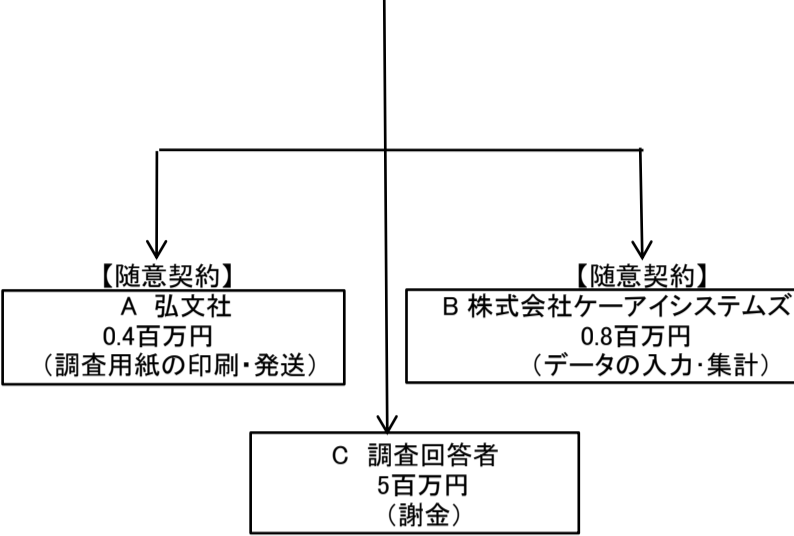 【随意契約】
A 弘文社
0.4百万円
（調査用紙の印刷・発送）
【随意契約】
B 株式会社ケーアイシステムズ
0.8百万円
（データの入力・集計）
C 調査回答者
5百万円
（謝金）